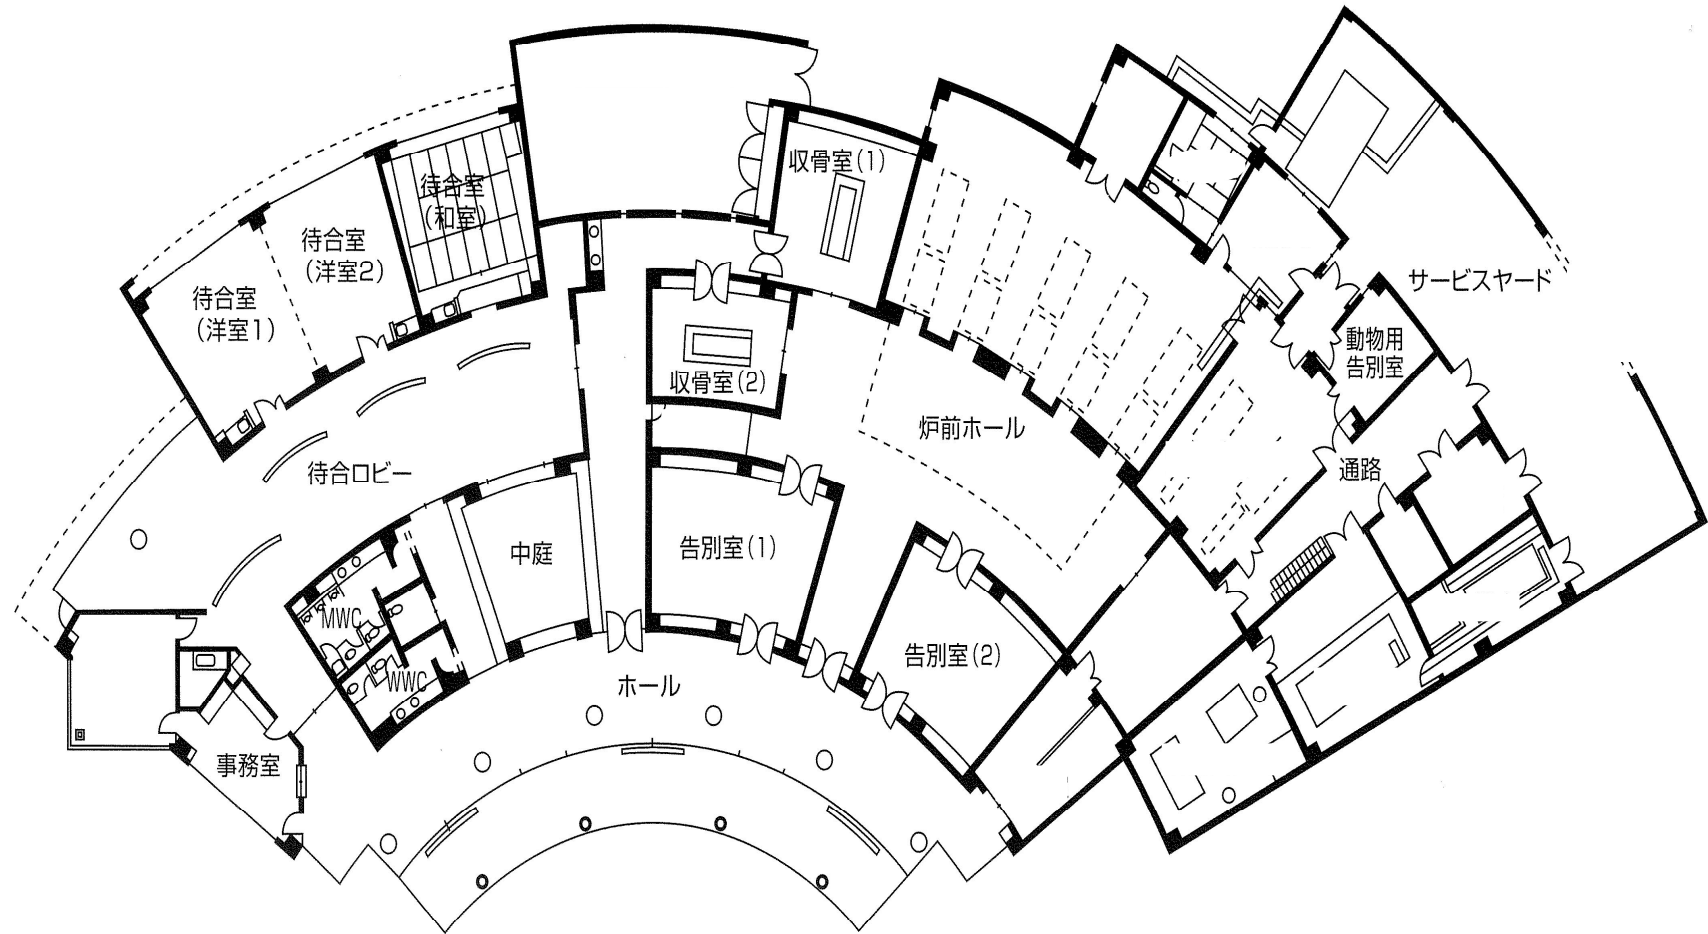 収骨室(1)
待合室
(和室)
待合室
(洋室2)
待合室
(洋室1)
サービスヤード
動物用
告別室
収骨室(2)
炉前ホール
待合ロビー
通路
中庭
告別室(1)
MWC
告別室(2)
WWC
ホール
事務室